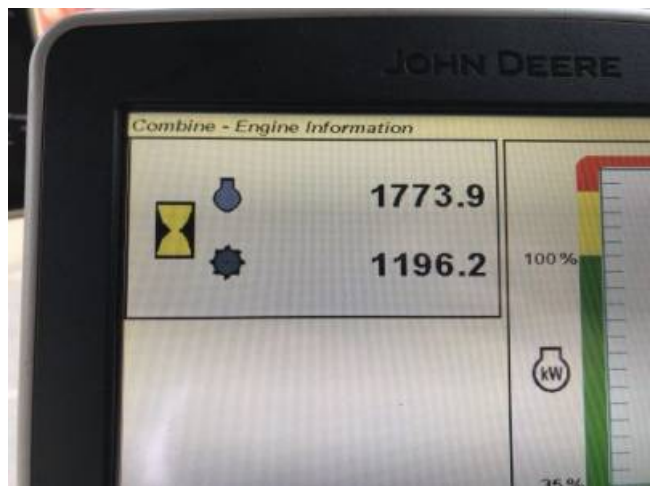 JOHN DEERE
Combine - Engine Information
1773.9
1196.2
100%
kW